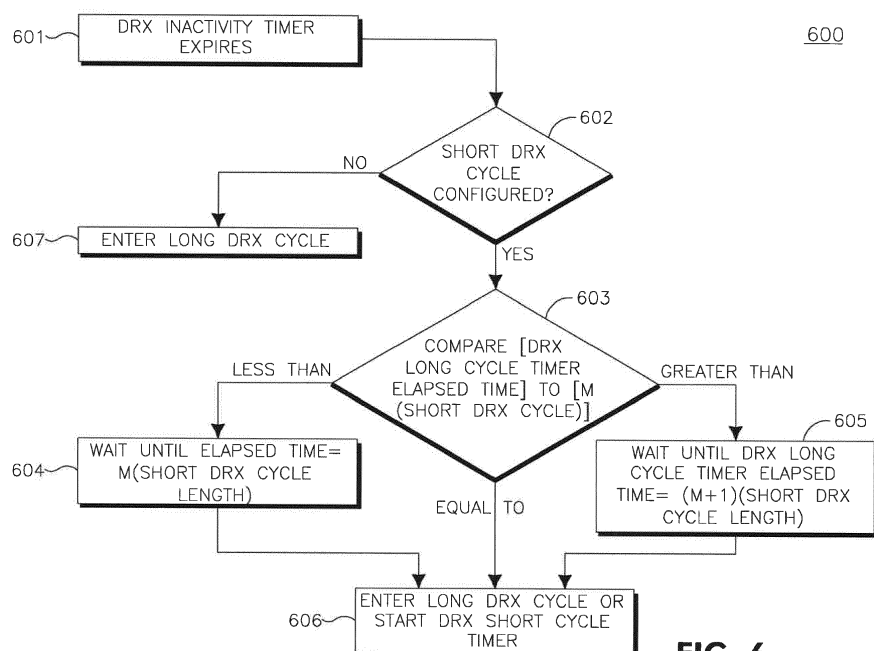 600
601
DRX INACTIVITY TIMER
EXPIRES
602
SHORT DRX
CYCLE
CONFIGURED?
NO
607
ENTER LONG DRX CYCLE
YES
603
COMPARE [DRX
LONG CYCLE TIMER
ELAPSED TIME] TO [M
(SHORT DRX CYCLE)]
LESS THAN
GREATER THAN
604
WAIT UNTIL ELAPSED TIME=
M(SHORT DRX CYCLE
LENGTH)
605
WAIT UNTIL DRX LONG
CYCLE TIMER ELAPSED
TIME= (M+1)(SHORT DRX
CYCLE LENGTH)
EQUAL TO
606
ENTER LONG DRX CYCLE OR
START DRX SHORT CYCLE
TIMER